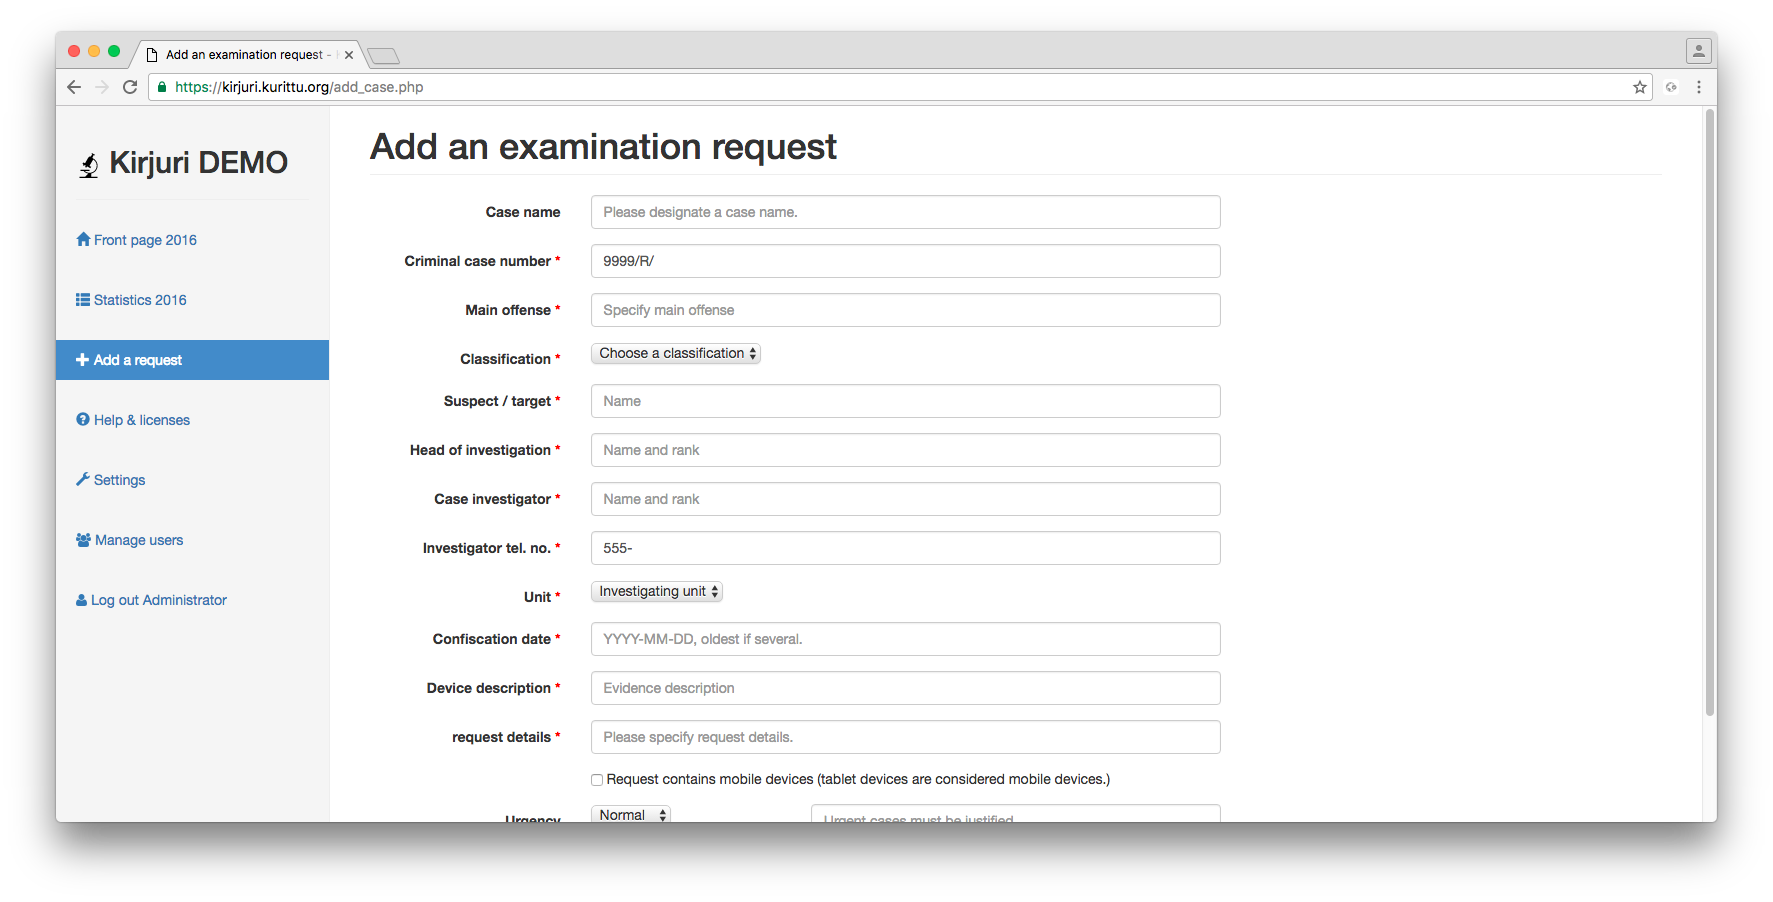 Add an examination request -
https://kirjuri.kurittu.org/add_case.php
Kirjuri DEMO
Front page 2016
Statistics 2016
Add a request
Help & licenses
Settings
Manage users
Log out Administrator
Add an examination request
Case name Please designate a case name.
Criminal case number * 9999/R/
Main offense * Specify main offense
Classification * Choose a classification
Suspect / target * Name
Head of investigation * Name and rank
Case investigator * Name and rank
Investigator tel. no. * 555-
Unit * Investigating unit
Confiscation date * YYYY-MM-DD, oldest if several.
Device description * Evidence description
request details * Please specify request details.
Request contains mobile devices (tablet devices are considered mobile devices.)
Urgency Normal Urgent cases must be justified